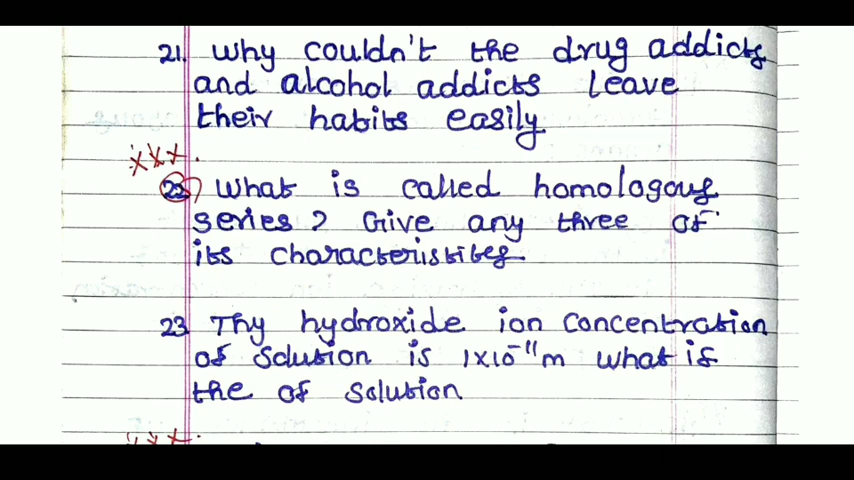 21. Why couldn't the drug addicts
and alcohol addicts leave
their habits easily
xxx.
22) What is called homologous
series? Give any three of
its characteristics
23 Thy hydroxide ion concentration
of solution is 1x10⁻¹¹m what is
the of solution